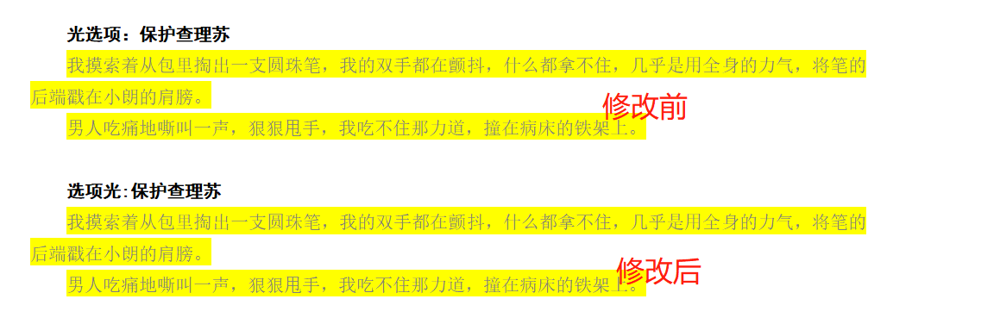 光选项：保护查理苏
我摸索着从包里掏出一支圆珠笔，我的双手都在颤抖，什么都拿不住，几乎是用全身的力气，将笔的
后端戳在小朗的肩膀。
修改前
男人吃痛地嘶叫一声，狠狠甩手，我吃不住那力道，撞在病床的铁架上。
选项光:保护查理苏
我摸索着从包里掏出一支圆珠笔，我的双手都在颤抖，什么都拿不住，几乎是用全身的力气，将笔的
后端戳在小朗的肩膀。
修改后
男人吃痛地嘶叫一声，狠狠甩手，我吃不住那力道，撞在病床的铁架上。